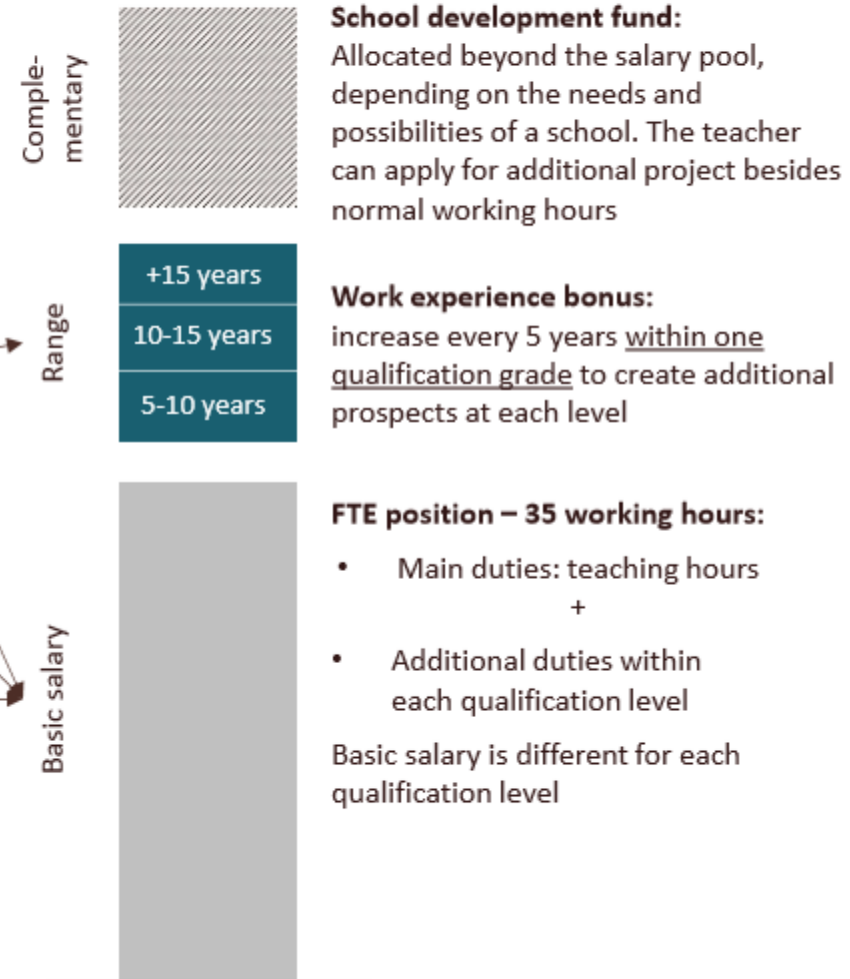 Comple-
mentary
School development fund:
Allocated beyond the salary pool,
depending on the needs and
possibilities of a school. The teacher
can apply for additional project besides
normal working hours
Range
+15 years
10-15 years
5-10 years
Work experience bonus:
increase every 5 years within one
qualification grade to create additional
prospects at each level
Basic salary
FTE position – 35 working hours:
• Main duties: teaching hours
+
• Additional duties within
each qualification level
Basic salary is different for each
qualification level